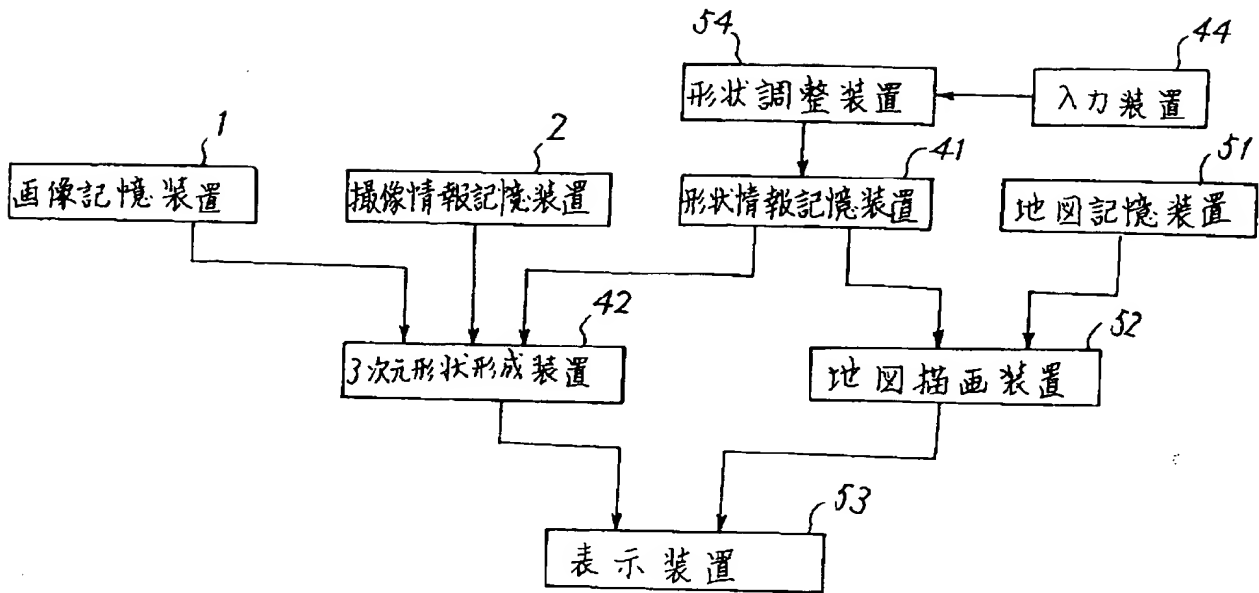 54
44
形状調整装置
入力装置
1
2
41
51
画像記憶装置
撮像情報記憶装置
形状情報記憶装置
地図記憶装置
42
52
3次元形状形成装置
地図描画装置
53
表示装置